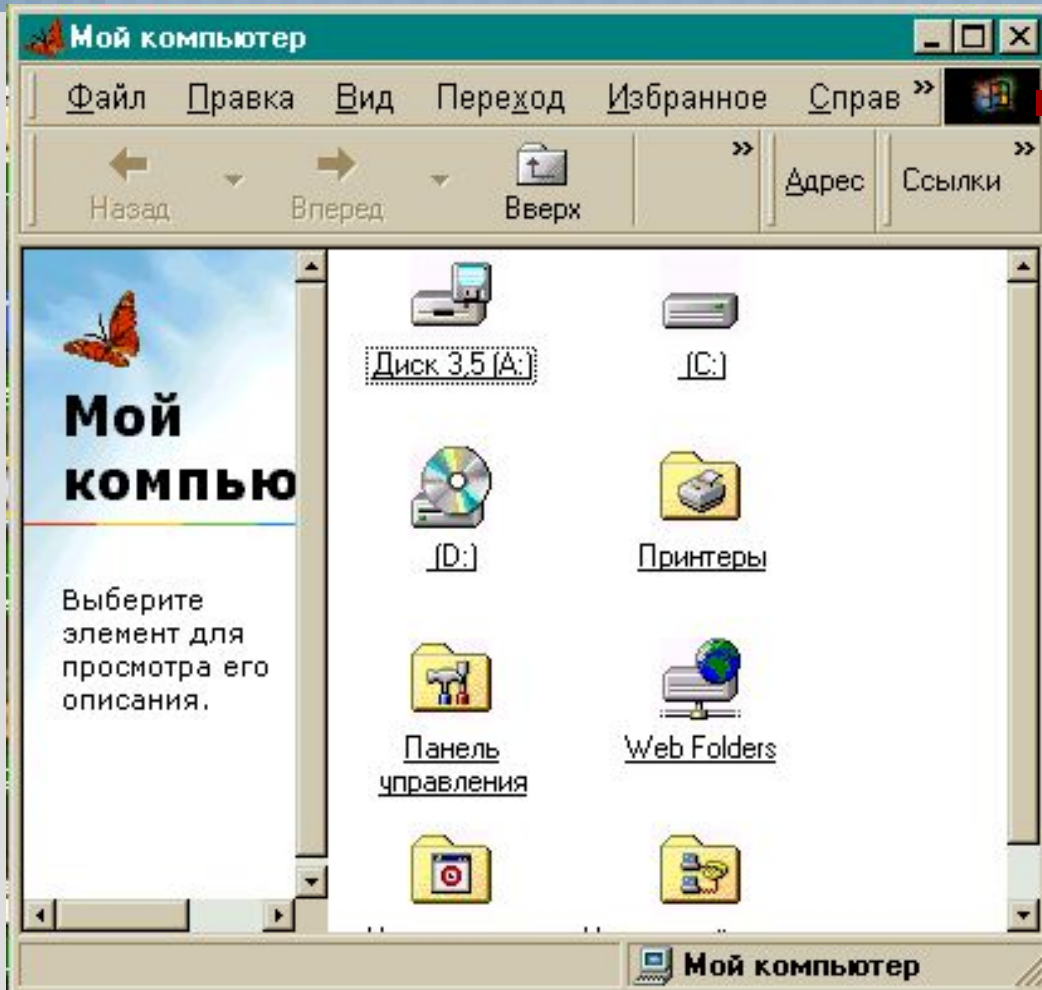 Мой компьютер
Файл Правка Вид Переход Избранное Справ »
Назад Вперед Вверх » Адрес Ссылки »
Мой
компью
Выберите
элемент для
просмотра его
описания.
Диск 3,5 (A:) (C:)
(D:) Принтеры
Панель
управления
Web Folders
Мой компьютер